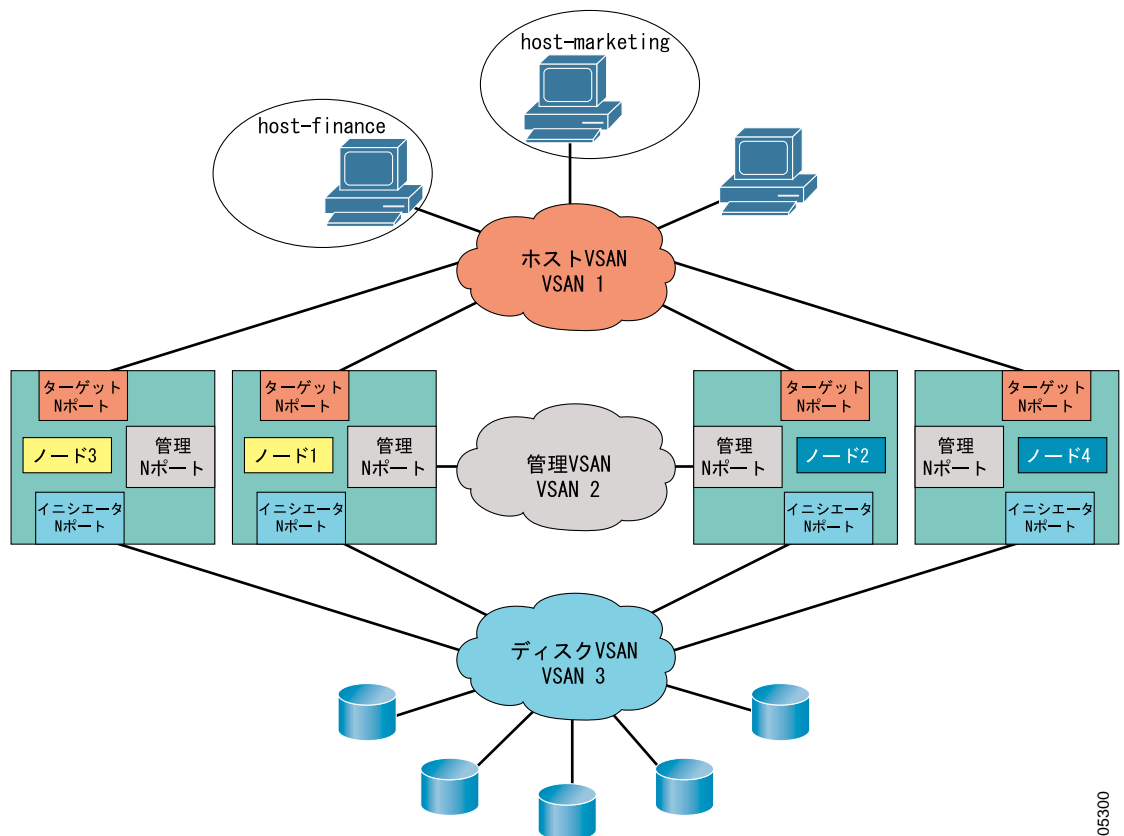 host-marketing
host-finance
ホストVSAN
VSAN 1
ターゲット
Nポート
ターゲット
Nポート
ターゲット
Nポート
ターゲット
Nポート
ノード3
管理
Nポート
ノード1
管理
Nポート
管理VSAN
VSAN 2
管理
Nポート
ノード2
管理
Nポート
ノード4
イニシエータ
Nポート
イニシエータ
Nポート
イニシエータ
Nポート
イニシエータ
Nポート
ディスクVSAN
VSAN 3
05300